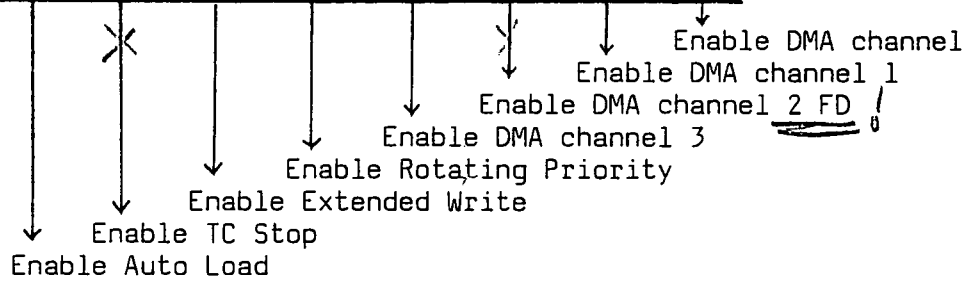 Enable DMA channel
Enable DMA channel 1
Enable DMA channel 2 FD !
Enable DMA channel 3
Enable Rotating Priority
Enable Extended Write
Enable TC Stop
Enable Auto Load